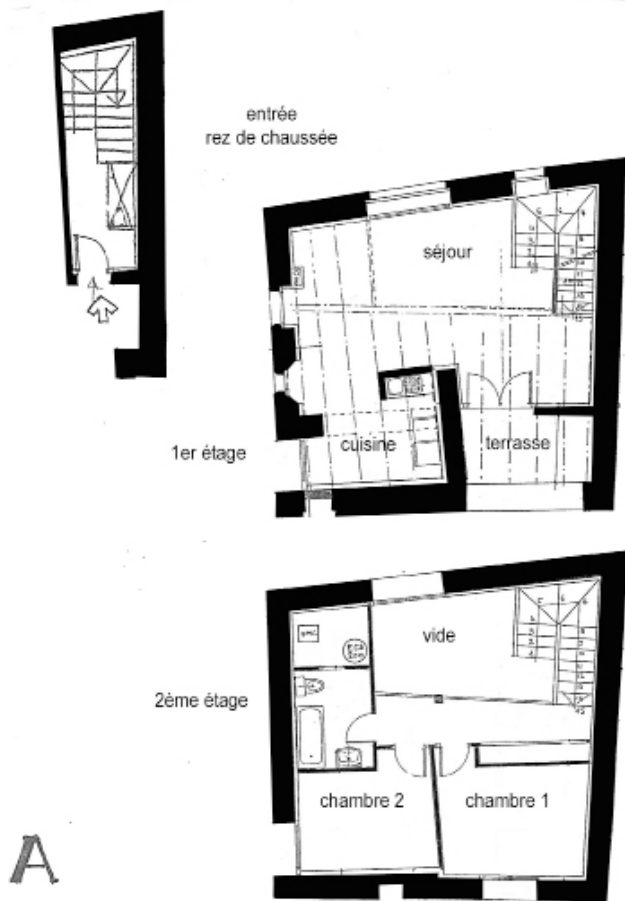 entrée
rez de chaussée
séjour
1er étage
cuisine
terrasse
vide
2ème étage
chambre 2
chambre 1
A